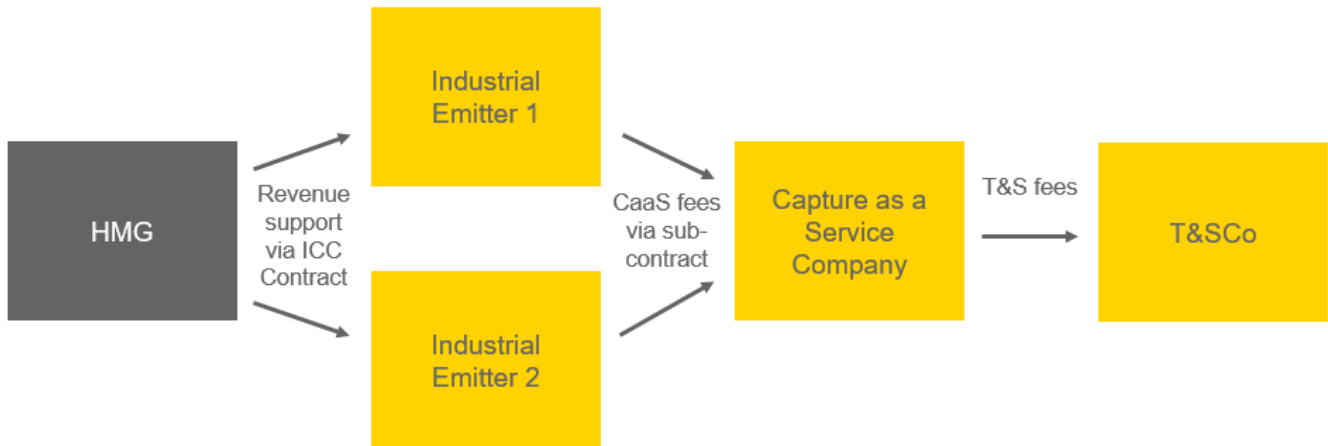 HMG
Revenue
support
via ICC
Contract
Industrial
Emitter 1
Industrial
Emitter 2
CaaS fees
via sub-
contract
Capture as a
Service
Company
T&S fees
T&SCo